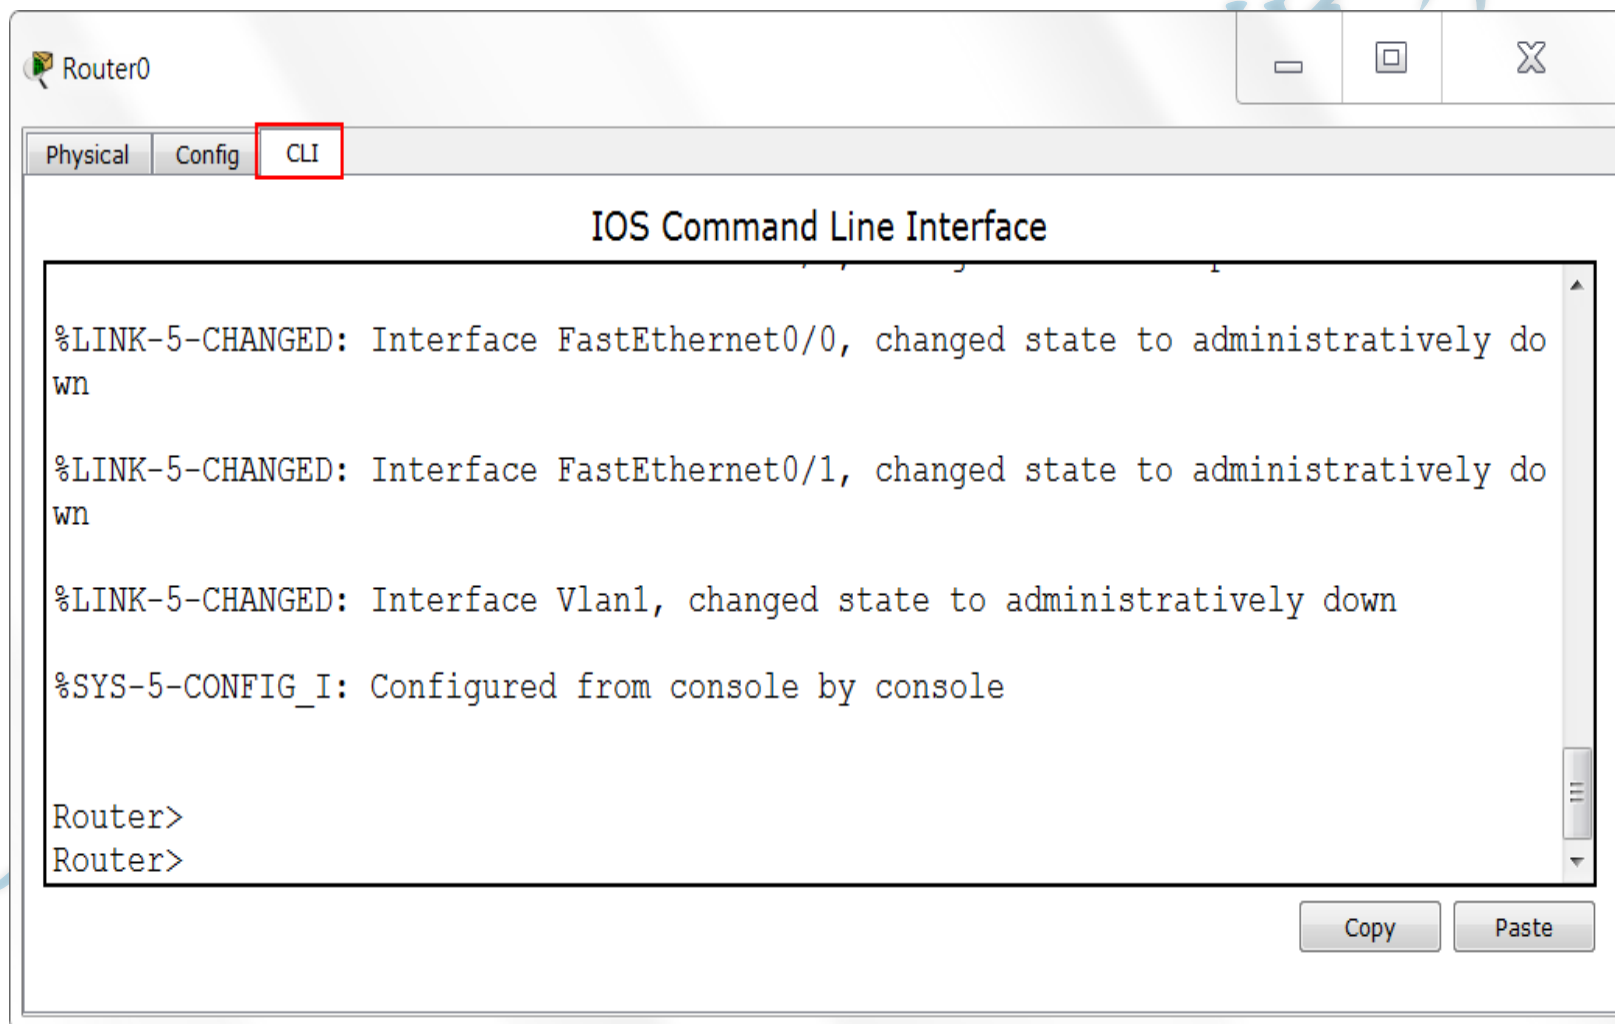 Router0
Physical Config CLI
IOS Command Line Interface
%LINK-5-CHANGED: Interface FastEthernet0/0, changed state to administratively do
wn
%LINK-5-CHANGED: Interface FastEthernet0/1, changed state to administratively do
wn
%LINK-5-CHANGED: Interface Vlan1, changed state to administratively down
%SYS-5-CONFIG_I: Configured from console by console
Router>
Router>
Copy Paste